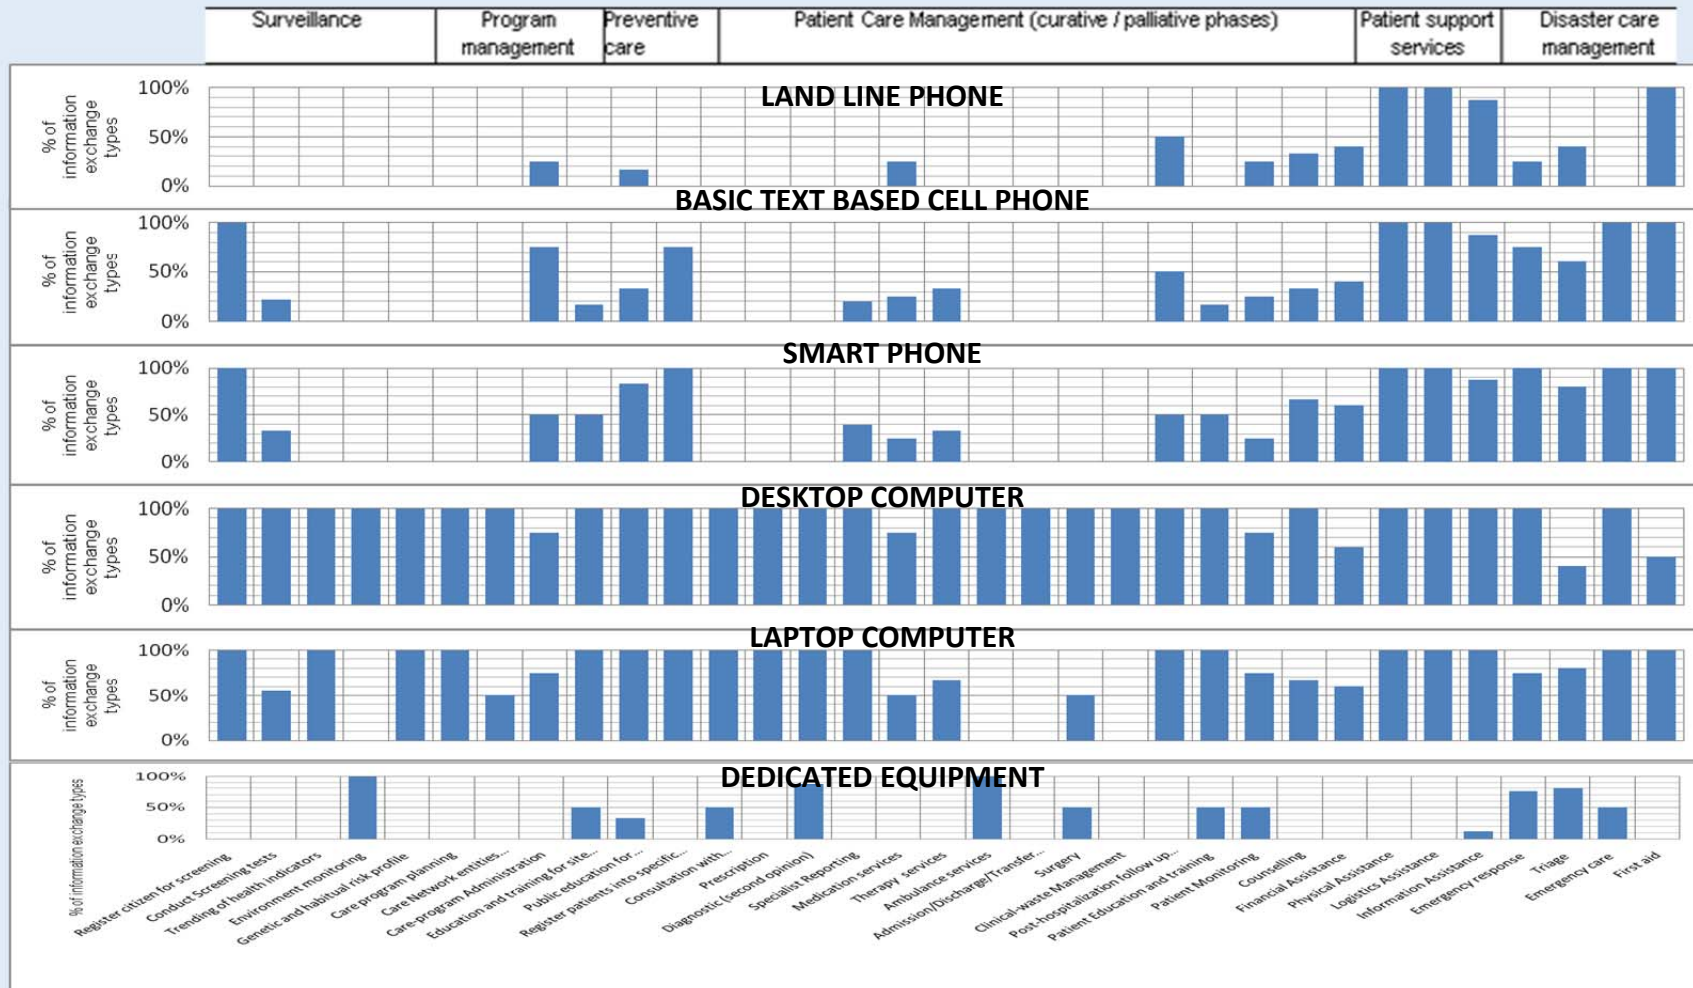 Surveillance
Program
management
Preventive
care
Patient Care Management (curative / palliative phases)
Patient support
services
Disaster care
management
LAND LINE PHONE
% of
information
exchange
types
100%
50%
0%
BASIC TEXT BASED CELL PHONE
% of
information
exchange
types
100%
50%
0%
SMART PHONE
% of
information
exchange
types
100%
50%
0%
DESKTOP COMPUTER
% of
information
exchange
types
100%
50%
0%
LAPTOP COMPUTER
% of
information
exchange
types
100%
50%
0%
DEDICATED EQUIPMENT
% of information exchange types
100%
50%
0%
Register citizen for screening
Conduct Screening tests
Trending of health indicators
Environment monitoring
Genetic and habitual risk profile
Care program planning
Care Network entities...
Care-program Administration
Education and training for site...
Public education for...
Register patients into specific...
Consultation with...
Prescription
Diagnostic (second opinion)
Specialist Reporting
Medication services
Therapy services
Ambulance services
Admission/Discharge/Transfer...
Surgery
Clinical-waste Management
Post-hospitalization follow up...
Patient Education and training
Patient Monitoring
Counselling
Financial Assistance
Physical Assistance
Logistics Assistance
Information Assistance
Emergency response
Triage
Emergency care
First aid